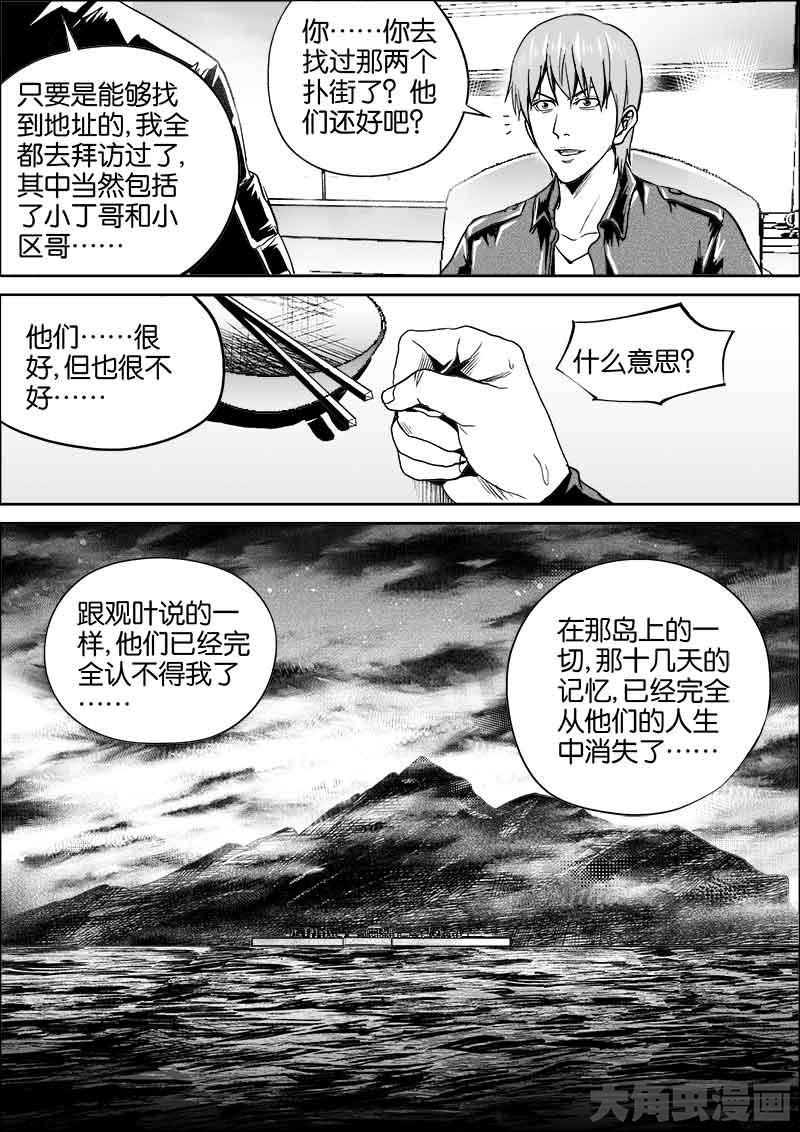 只要是能够找
到地址的,我全
都去拜访过了,
其中当然包括
了小丁哥和小
区哥……
你……你去
找过那两个
扑街了?他
们还好吧?
他们……很
好,但也很不
好……
什么意思?
跟观叶说的一
样,他们已经完
全认不得我了
……
在那岛上的一
切,那十几天的
记忆,已经完全
从他们的人生
中消失了……
大角虫漫画